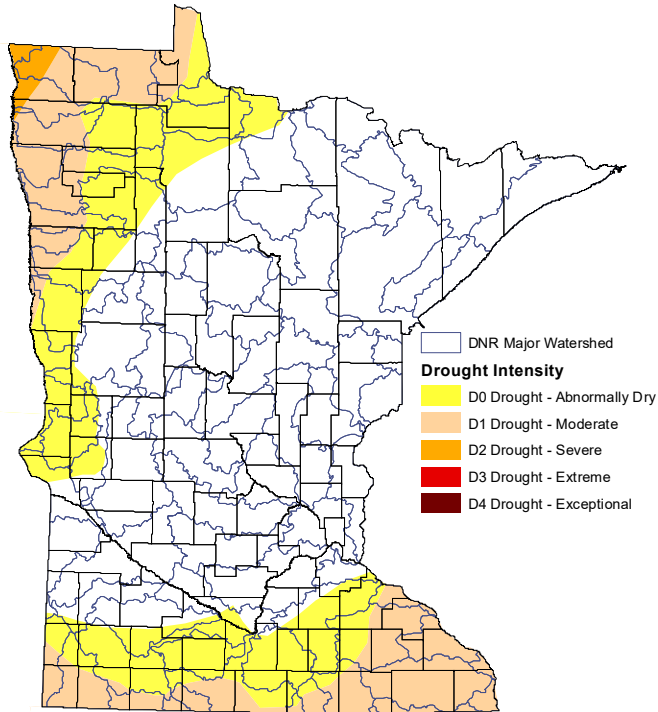 DNR Major Watershed
Drought Intensity
D0 Drought - Abnormally Dry
D1 Drought - Moderate
D2 Drought - Severe
D3 Drought - Extreme
D4 Drought - Exceptional